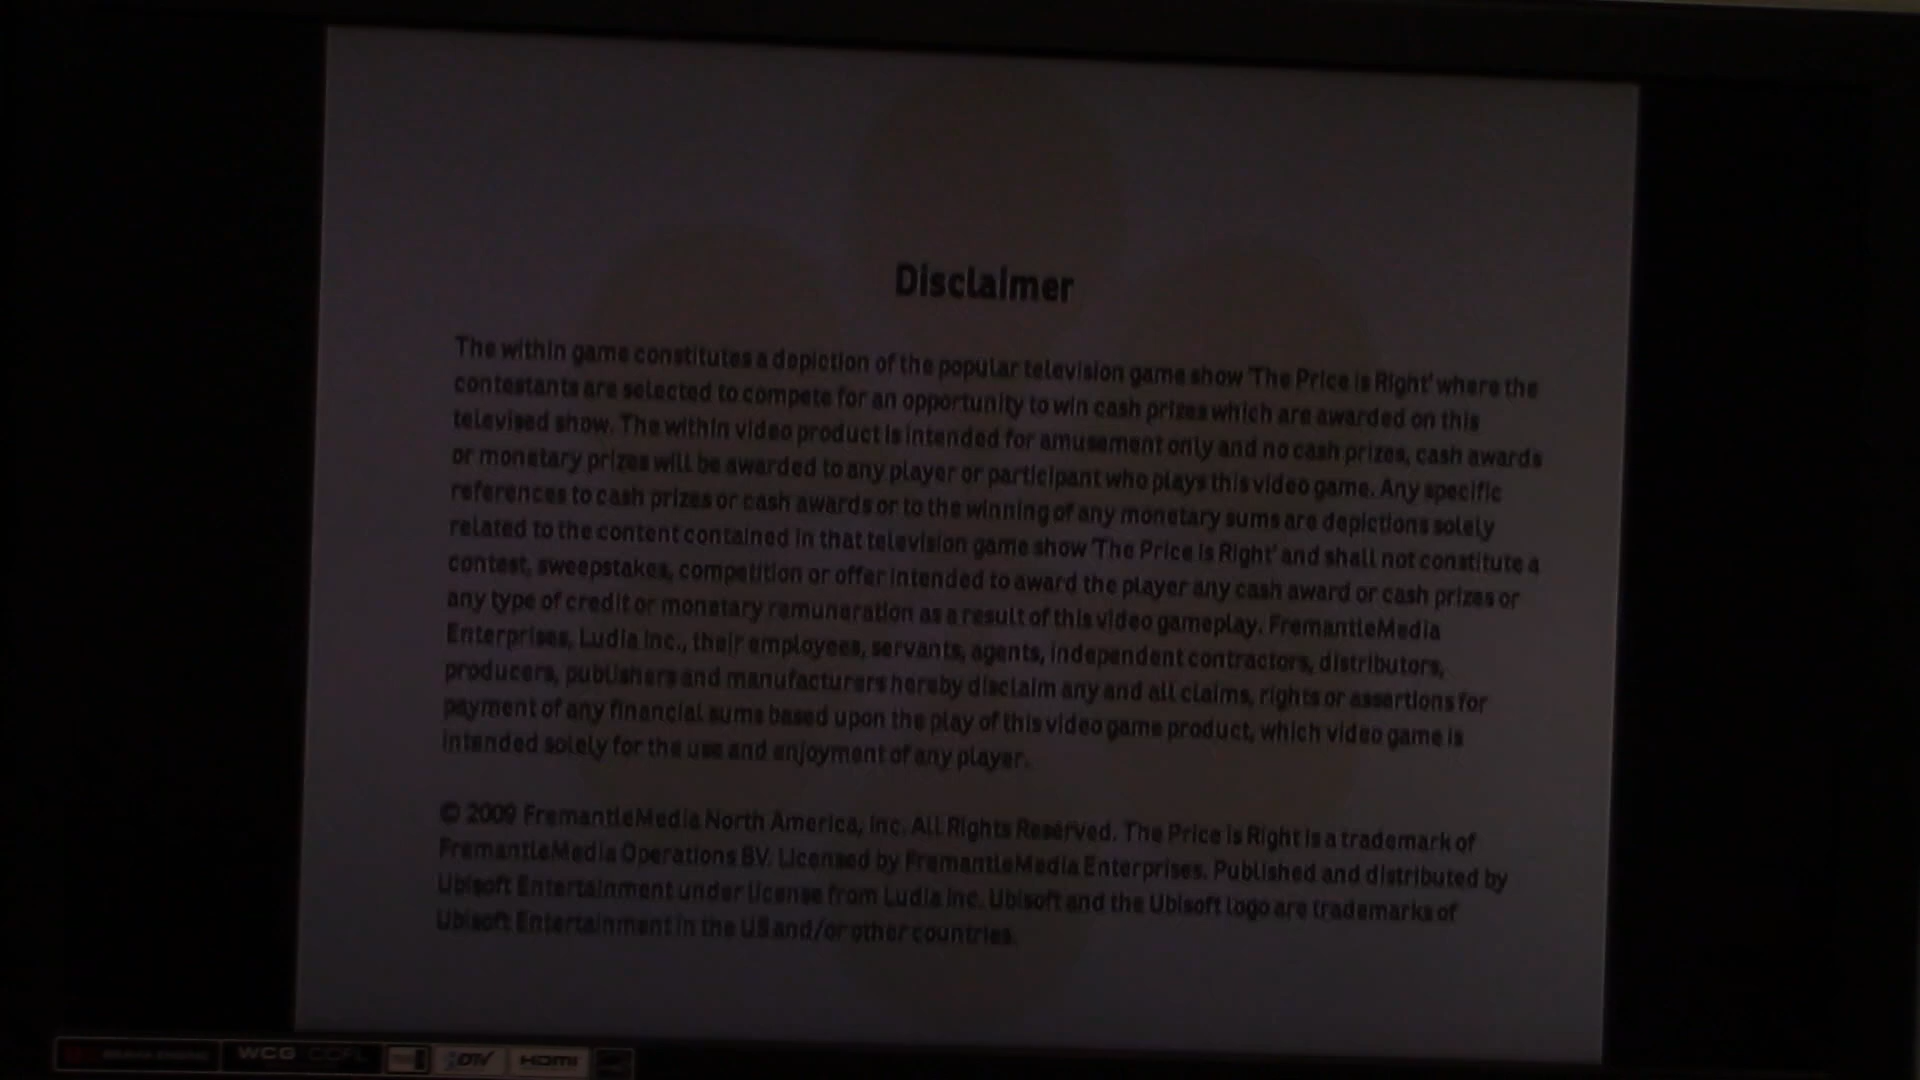 Disclaimer
The within game constitutes a depiction of the popular television game show 'The Price is Right' where the
contestants are selected to compete for an opportunity to win cash prizes which are awarded on this
televised show. The within video product is intended for amusement only and no cash prizes, cash awards
or monetary prizes will be awarded to any player or participant who plays this video game. Any specific
references to cash prizes or cash awards or to the winning of any monetary sums are depictions solely
related to the content contained in that television game show 'The Price is Right' and shall not constitute a
contest, sweepstakes, competition or offer intended to award the player any cash award or cash prizes or
any type of credit or monetary remuneration as a result of this video gameplay. FremantleMedia
Enterprises, Ludia Inc., their employees, servants, agents, independent contractors, distributors,
producers, publishers and manufacturers hereby disclaim any and all claims, rights or assertions for
payment of any financial sums based upon the play of this video game product, which video game is
intended solely for the use and enjoyment of any player.
© 2009 FremantleMedia North America, Inc. All Rights Reserved. The Price is Right is a trademark of
FremantleMedia Operations BV. Licensed by FremantleMedia Enterprises. Published and distributed by
Ubisoft Entertainment under license from Ludia Inc. Ubisoft and the Ubisoft logo are trademarks of
Ubisoft Entertainment in the US and/or other countries.
WCG CCFL DTV HDMI